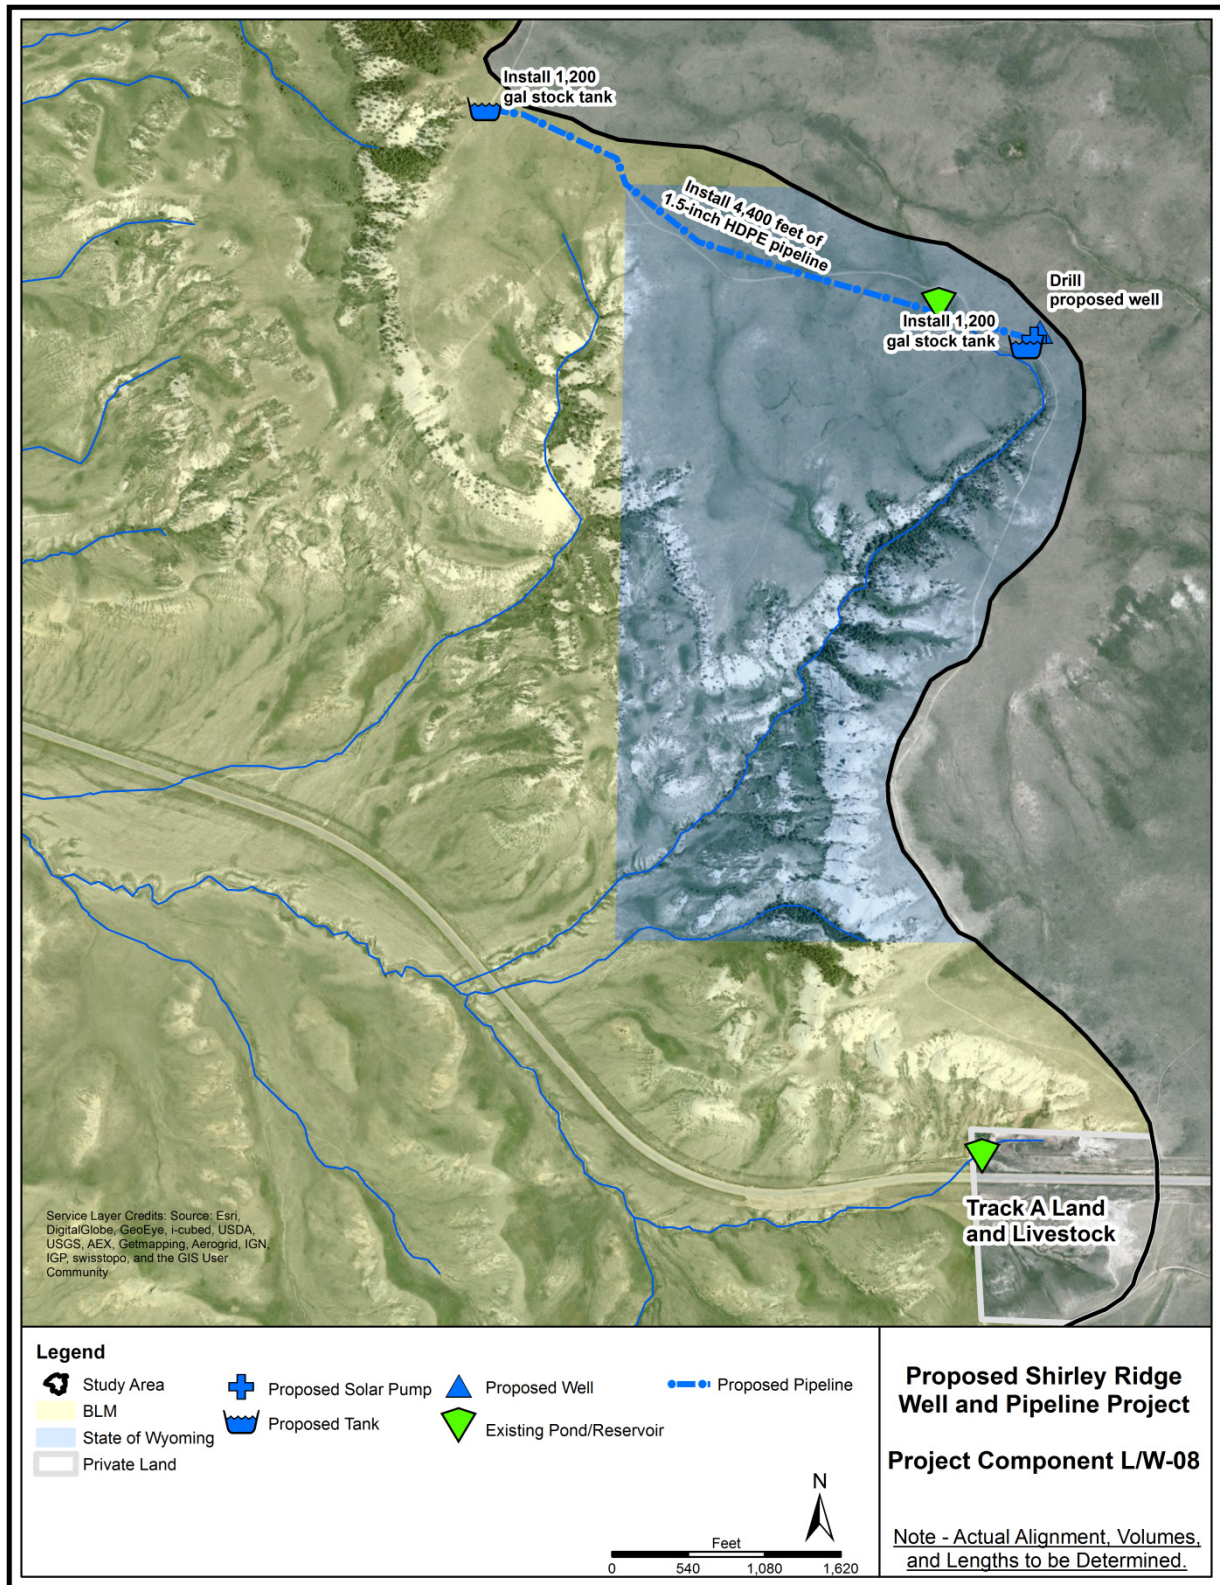 Install 1,200
gal stock tank
Install 4,400 feet of
1.5-inch HDPE pipeline
Drill
proposed well
Install 1,200
gal stock tank
Track A Land
and Livestock
Service Layer Credits: Source: Esri,
DigitalGlobe, GeoEye, i-cubed, USDA,
USGS, AEX, Getmapping, Aerogrid, IGN,
IGP, swisstopo, and the GIS User
Community
Legend
Study Area
BLM
State of Wyoming
Private Land
Proposed Solar Pump
Proposed Tank
Proposed Well
Existing Pond/Reservoir
Proposed Pipeline
N
Feet
0 540 1,080 1,620
Proposed Shirley Ridge
Well and Pipeline Project
Project Component L/W-08
Note - Actual Alignment, Volumes,
and Lengths to be Determined.